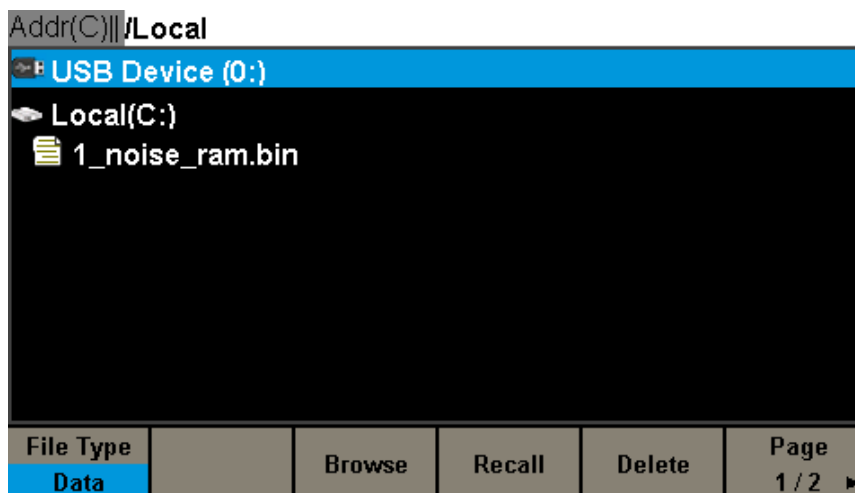 Addr(C)|| /Local
USB Device (0:)
Local(C:)
1_noise_ram.bin
File Type
Data
Browse
Recall
Delete
Page
1 / 2 ►